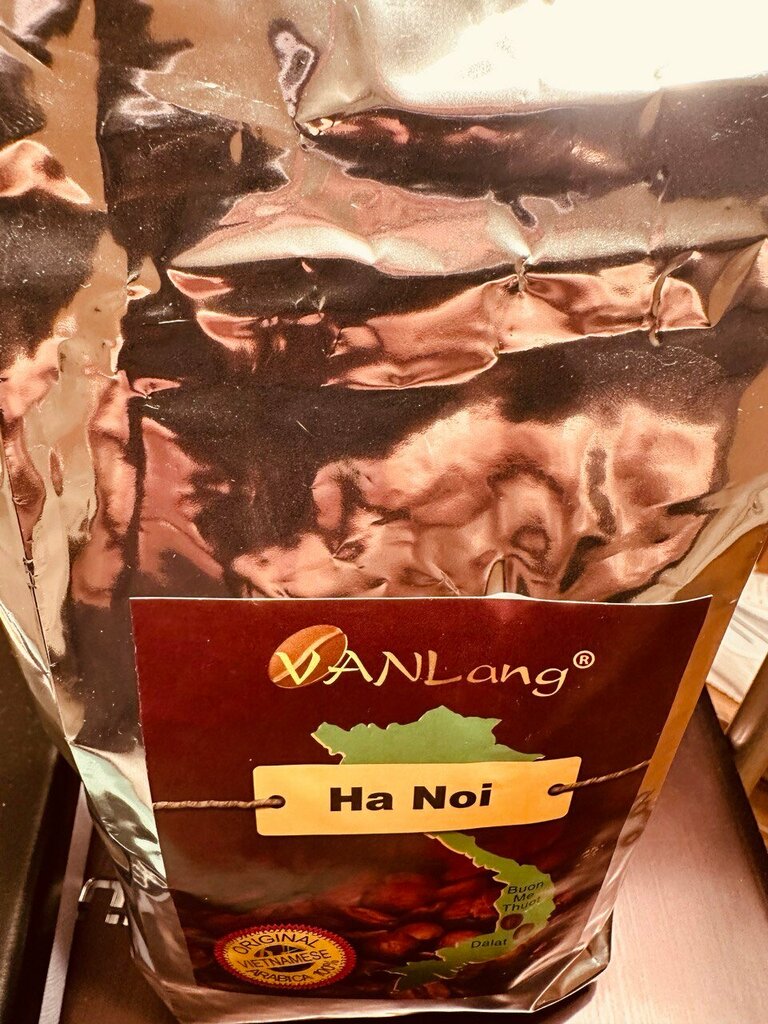 VANLang®
Ha Noi
Buon
Me
Thuot
Dalat
ORIGINAL
VIETNAMESE
ARABICA 100%